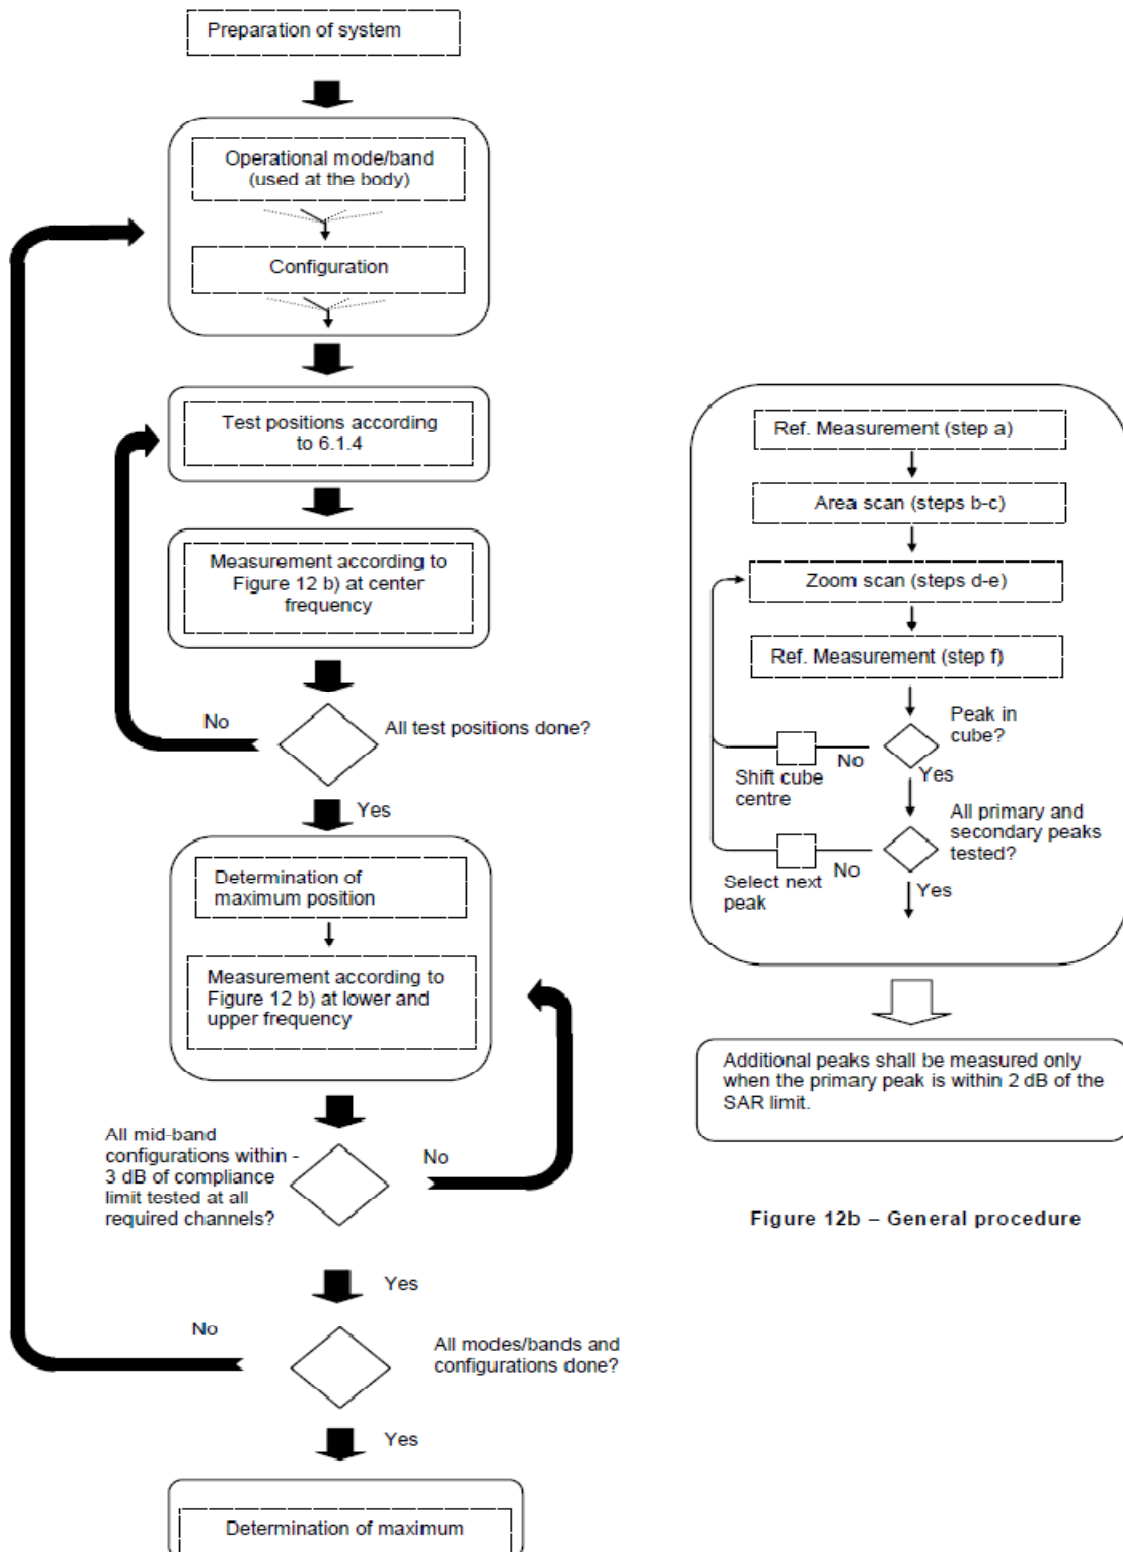 Preparation of system
Operational mode/band
(used at the body)
Configuration
Test positions according
to 6.1.4
Measurement according to
Figure 12 b) at center
frequency
No
All test positions done?
Yes
Determination of
maximum position
Measurement according to
Figure 12 b) at lower and
upper frequency
All mid-band
configurations within -
3 dB of compliance
limit tested at all
required channels?
No
Yes
No
All modes/bands and
configurations done?
Yes
Determination of maximum
Ref. Measurement (step a)
Area scan (steps b-c)
Zoom scan (steps d-e)
Ref. Measurement (step f)
Peak in
cube?
No
Shift cube
centre
Yes
All primary and
secondary peaks
tested?
No
Select next
peak
Yes
Additional peaks shall be measured only
when the primary peak is within 2 dB of the
SAR limit.
Figure 12b – General procedure